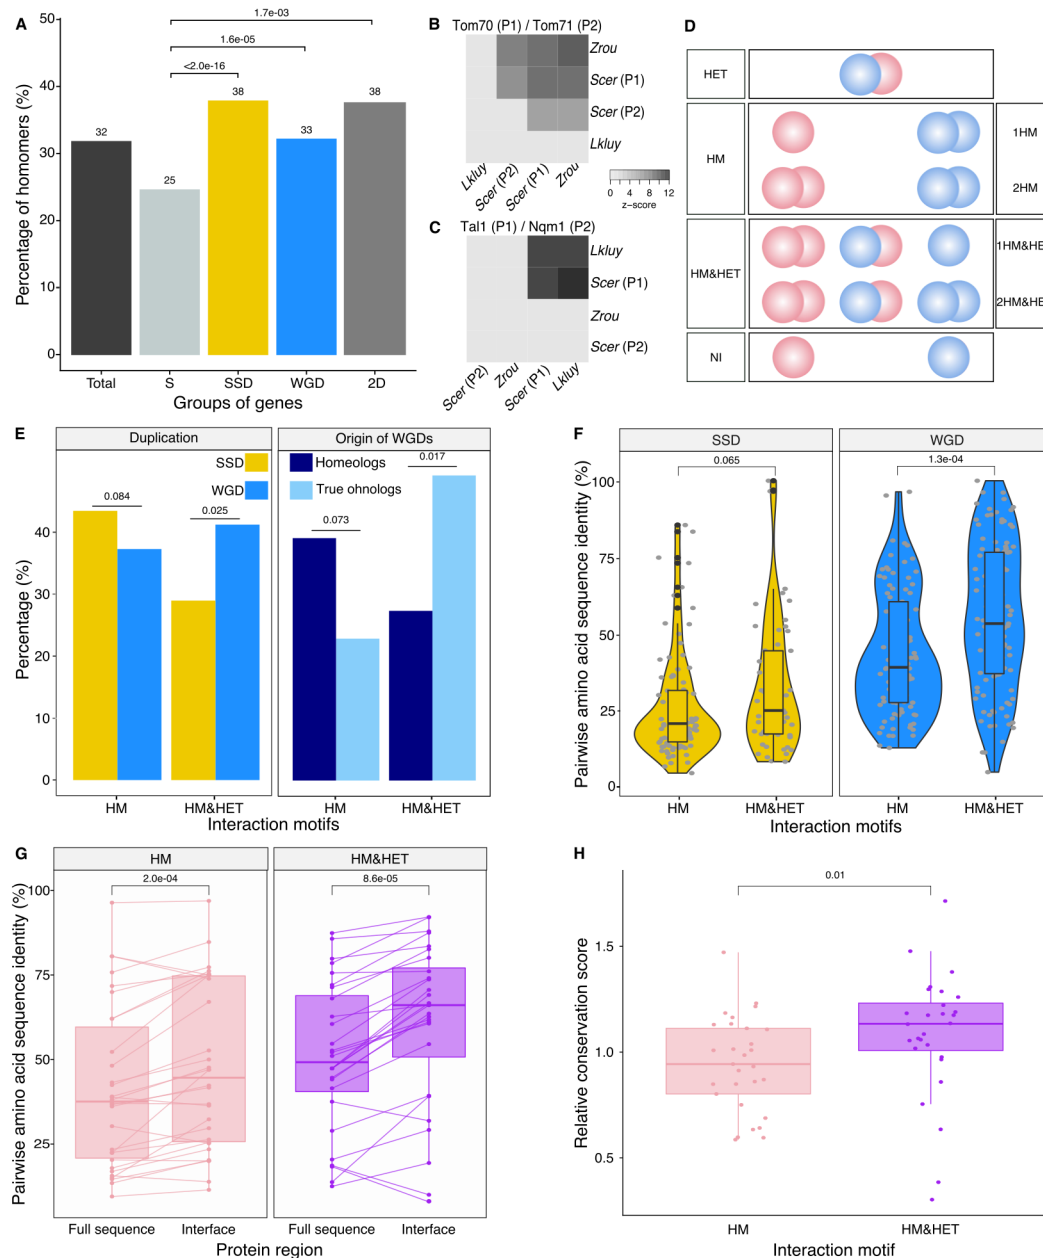 A
Percentage of homomers (%)
50
40
30
20
10
0
1.7e-03
1.6e-05
<2.0e-16
32
25
38
33
38
Total
S
SSD
WGD
2D
Groups of genes
B
Tom70 (P1) / Tom71 (P2)
Zrou
Scer (P1)
Scer (P2)
Lkluy
Lkluy
Scer (P2)
Scer (P1)
Zrou
0 4 8 12
z-score
C
Tal1 (P1) / Nqm1 (P2)
Lkluy
Scer (P1)
Zrou
Scer (P2)
Scer (P2)
Zrou
Scer (P1)
Lkluy
D
HET
HM
1HM
2HM
HM&HET
1HM&HE
2HM&HE
NI
E
Duplication
Origin of WGDs
Percentage (%)
40
30
20
10
0
SSD
WGD
0.084
0.025
Homeologs
True ohnologs
0.073
0.017
HM
HM&HET
HM
HM&HET
Interaction motifs
F
SSD
WGD
Pairwise amino acid sequence identity (%)
100
75
50
25
0
0.065
1.3e-04
HM
HM&HET
HM
HM&HET
Interaction motifs
G
HM
HM&HET
Pairwise amino acid sequence identity (%)
100
75
50
25
2.0e-04
8.6e-05
Full sequence
Interface
Full sequence
Interface
Protein region
H
Relative conservation score
1.5
1.0
0.5
0.01
HM
HM&HET
Interaction motif